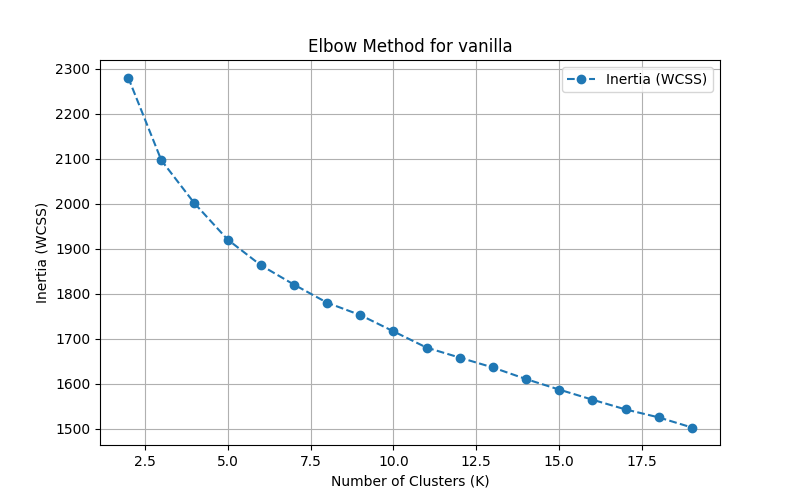 Elbow Method for vanilla
Inertia (WCSS)
2300
2200
2100
2000
1900
1800
1700
1600
1500
Inertia (WCSS)
2.5 5.0 7.5 10.0 12.5 15.0 17.5
Number of Clusters (K)